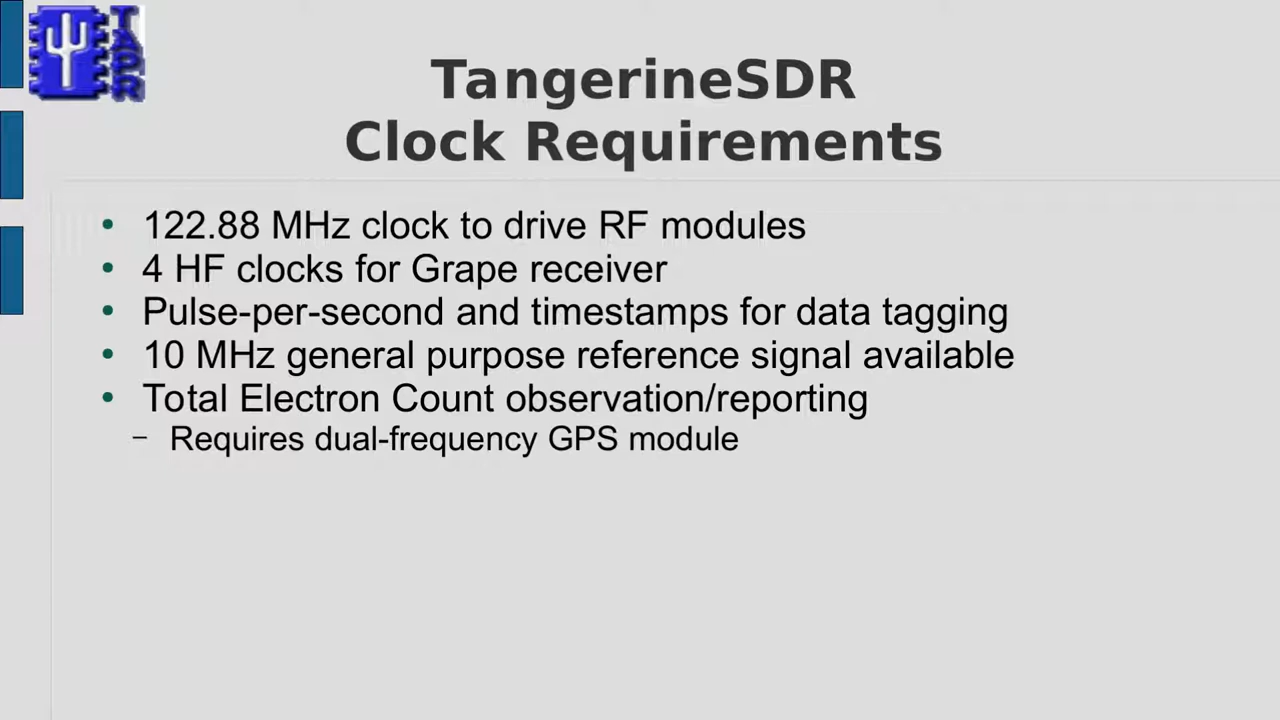 TAPR
TangerineSDR
Clock Requirements
• 122.88 MHz clock to drive RF modules
• 4 HF clocks for Grape receiver
• Pulse-per-second and timestamps for data tagging
• 10 MHz general purpose reference signal available
• Total Electron Count observation/reporting
– Requires dual-frequency GPS module